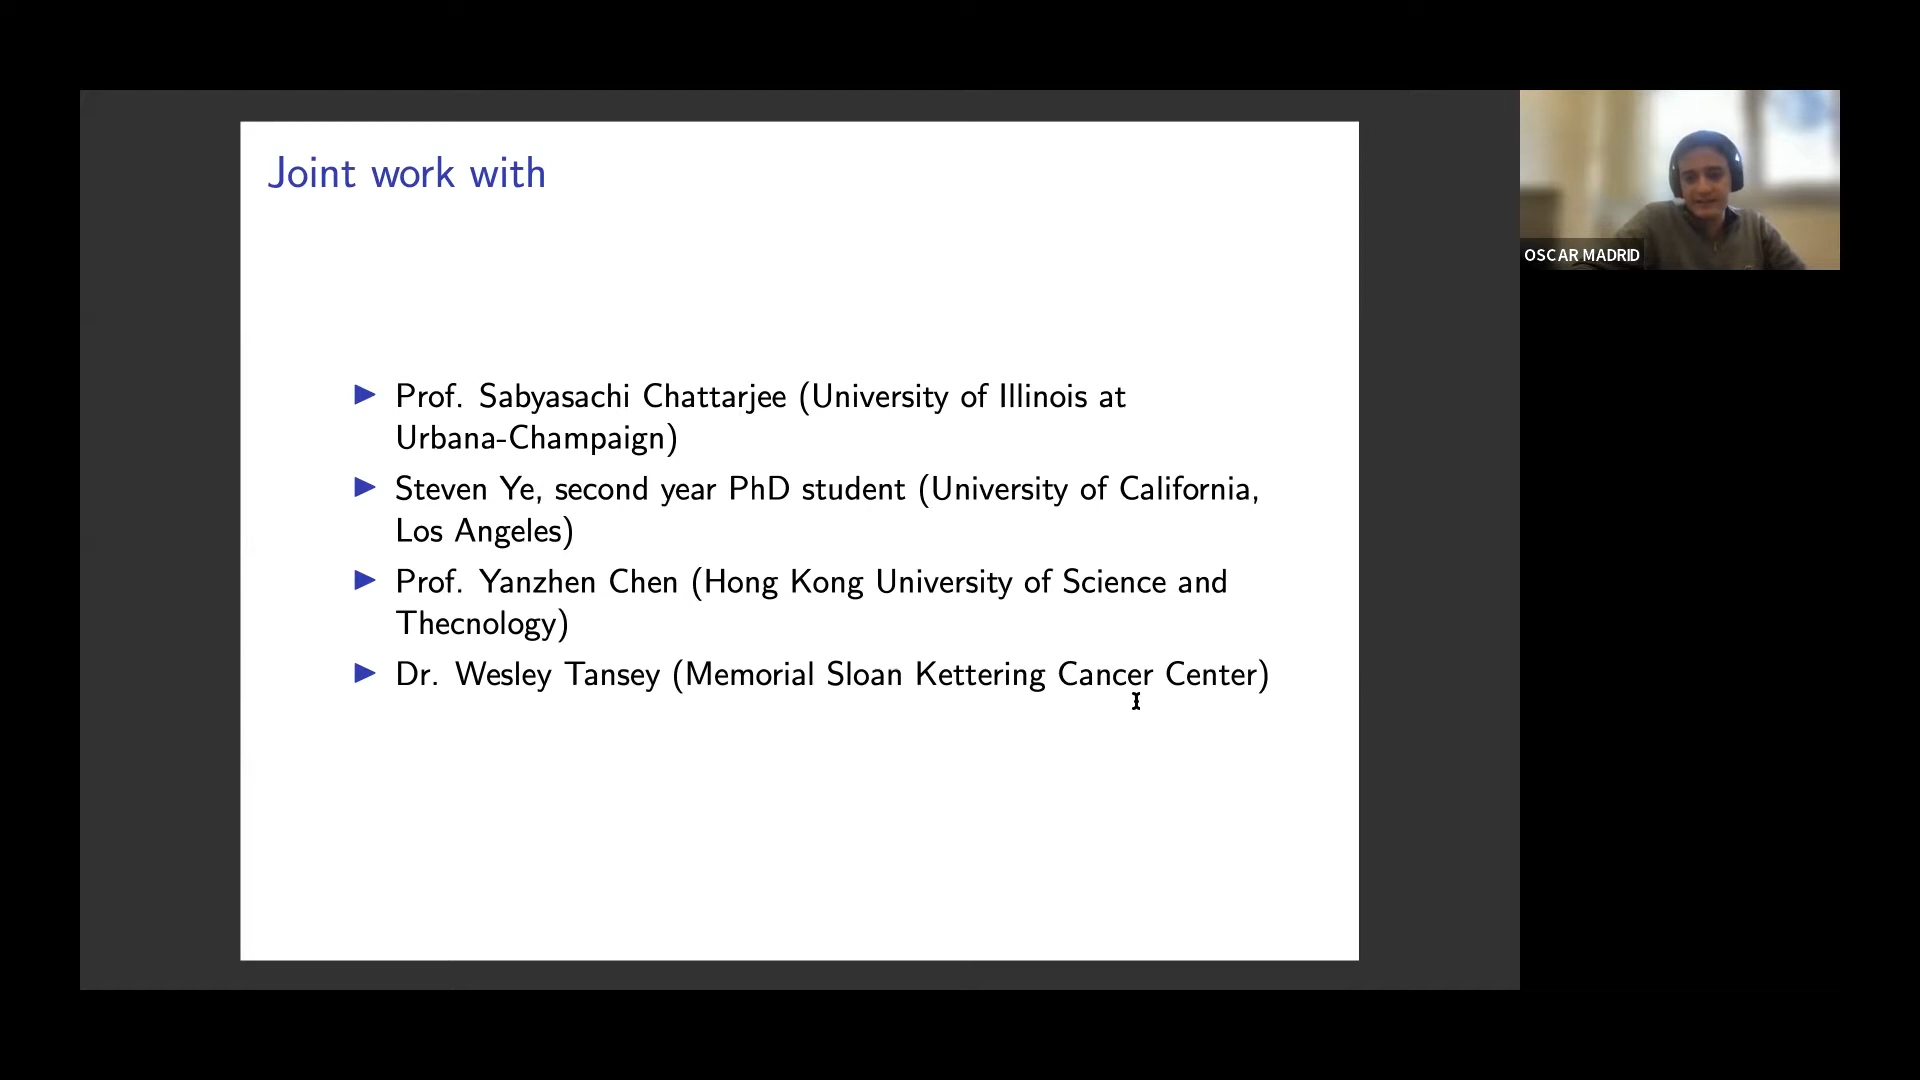 Joint work with
▶ Prof. Sabyasachi Chattarjee (University of Illinois at
Urbana-Champaign)
▶ Steven Ye, second year PhD student (University of California,
Los Angeles)
▶ Prof. Yanzhen Chen (Hong Kong University of Science and
Thecnology)
▶ Dr. Wesley Tansey (Memorial Sloan Kettering Cancer Center)
OSCAR MADRID